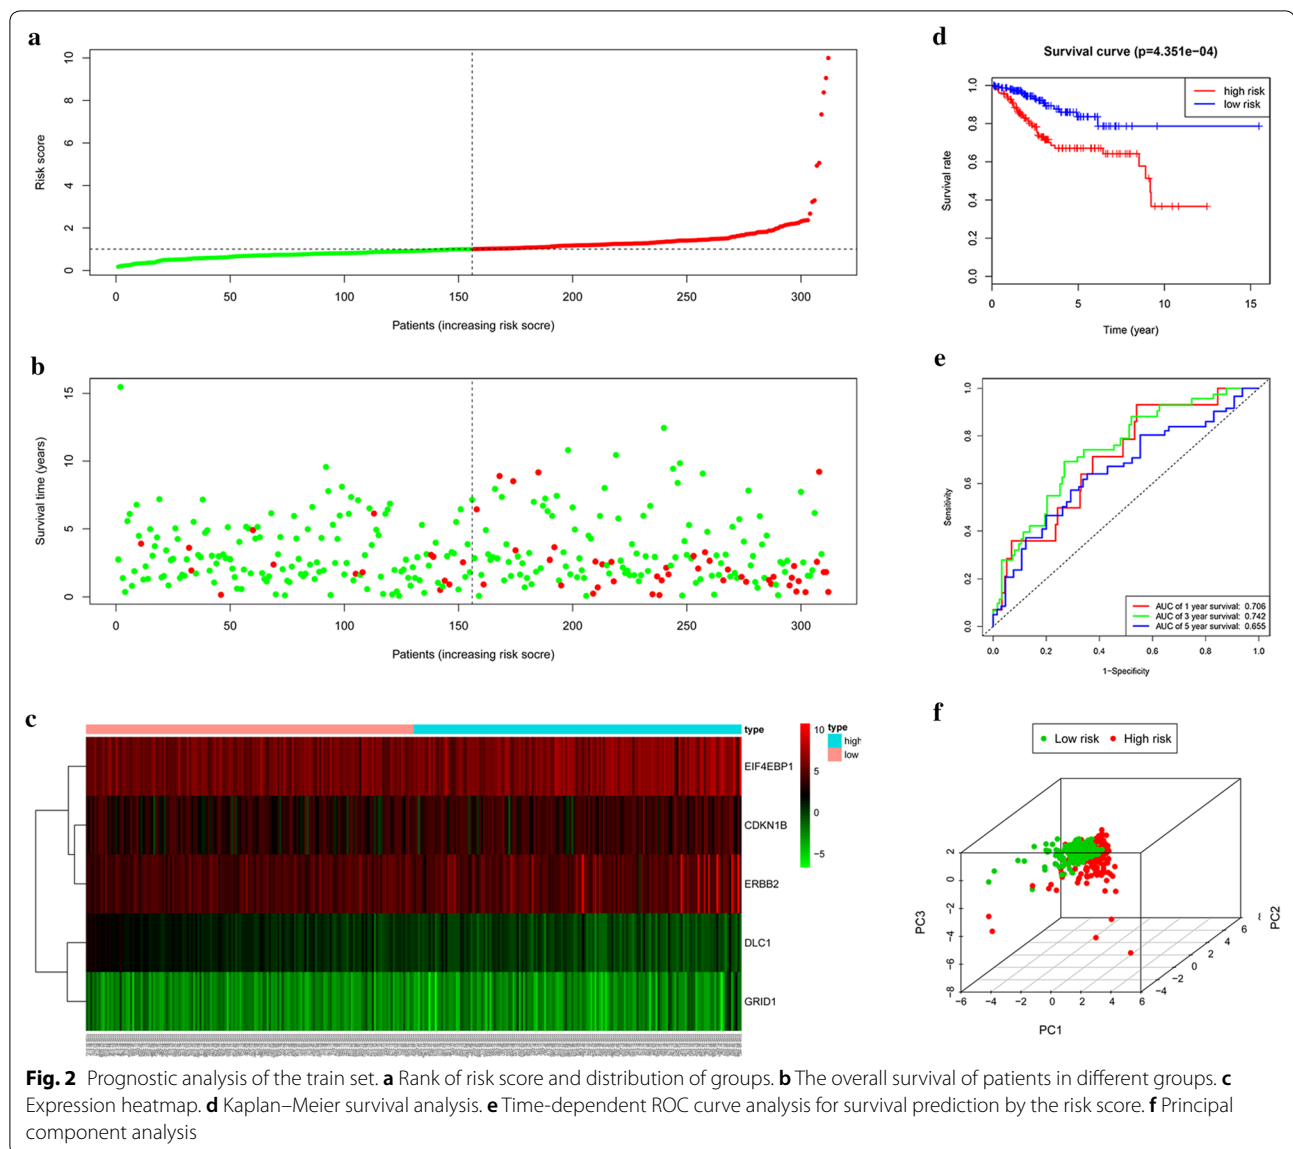 a
10
8
6
4
2
0
Risk score
0 50 100 150 200 250 300
Patients (increasing risk socre)
b
15
10
5
0
Survival time (years)
0 50 100 150 200 250 300
Patients (increasing risk socre)
c
type
EIF4EBP1
CDKN1B
ERBB2
DLC1
GRID1
10
5
0
−5
type
high
low
d
Survival curve (p=4.351e−04)
high risk
low risk
1.0
0.8
0.6
0.4
0.2
0.0
Survival rate
0 5 10 15
Time (year)
e
1.0
0.8
0.6
0.4
0.2
0.0
Sensitivity
AUC of 1 year survival: 0.706
AUC of 3 year survival: 0.742
AUC of 5 year survival: 0.655
0.0 0.2 0.4 0.6 0.8 1.0
1−Specificity
f
Low risk High risk
2
0
−2
−4
−6
−8
PC3
−6 −4 −2 0 2 4 6
PC1
−4 −2 0 2 4 6
PC2
Fig. 2 Prognostic analysis of the train set. a Rank of risk score and distribution of groups. b The overall survival of patients in different groups. c
Expression heatmap. d Kaplan–Meier survival analysis. e Time-dependent ROC curve analysis for survival prediction by the risk score. f Principal
component analysis